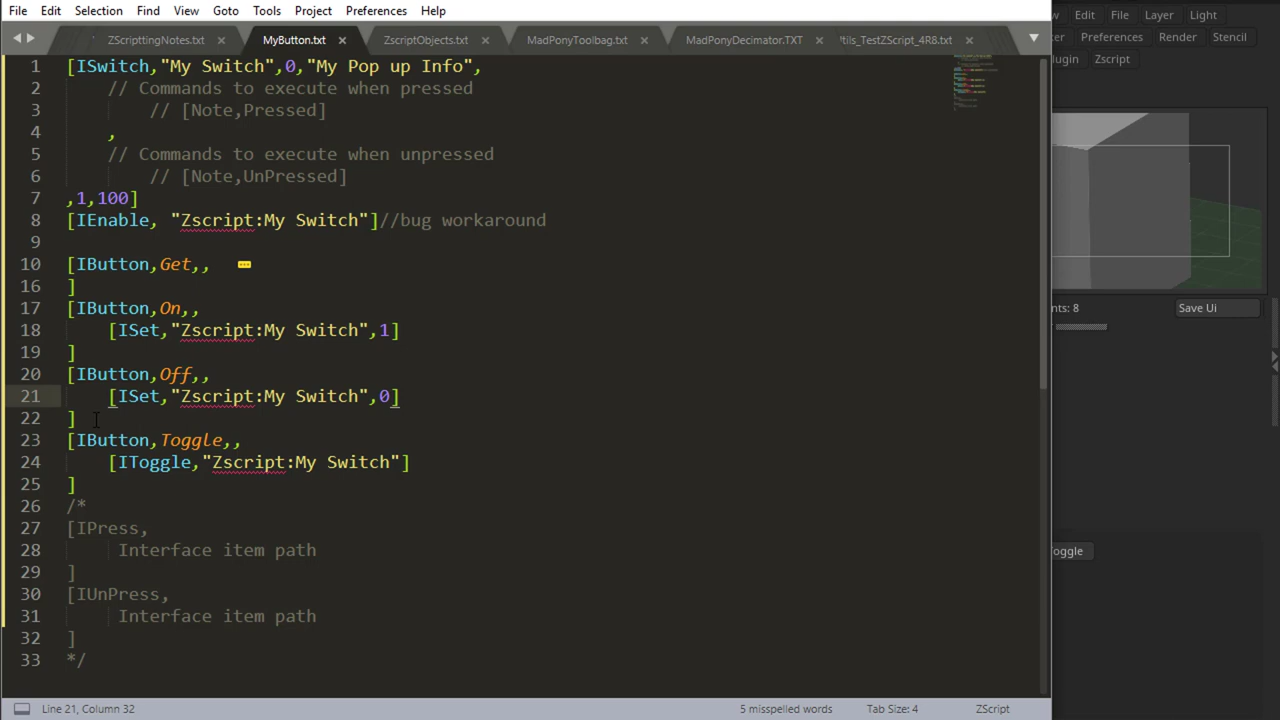 File Edit Selection Find View Goto Tools Project Preferences Help
Edit File Layer Light
ZScripttingNotes.txt × MyButton.txt × ZscriptObjects.txt × MadPonyToolbag.txt × MadPonyDecimator.TXT × tils_TestZScript_4R8.txt ×
Preferences Render Stencil
lugin Zscript
1 [ISwitch,"My Switch",0,"My Pop up Info",
2 // Commands to execute when pressed
3 // [Note,Pressed]
4 ,
5 // Commands to execute when unpressed
6 // [Note,UnPressed]
7 ,1,100]
8 [IEnable, "Zscript:My Switch"]//bug workaround
9
10 [IButton,Get,,
16 ]
17 [IButton,On,,
18 [ISet,"Zscript:My Switch",1]
19 ]
20 [IButton,Off,,
21 [ISet,"Zscript:My Switch",0]
22 ]
23 [IButton,Toggle,,
24 [IToggle,"Zscript:My Switch"]
25 ]
26 /*
27 [IPress,
28 Interface item path
29 ]
30 [IUnPress,
31 Interface item path
32 ]
33 */
nts: 8 Save Ui
oggle
Line 21, Column 32 5 misspelled words Tab Size: 4 ZScript